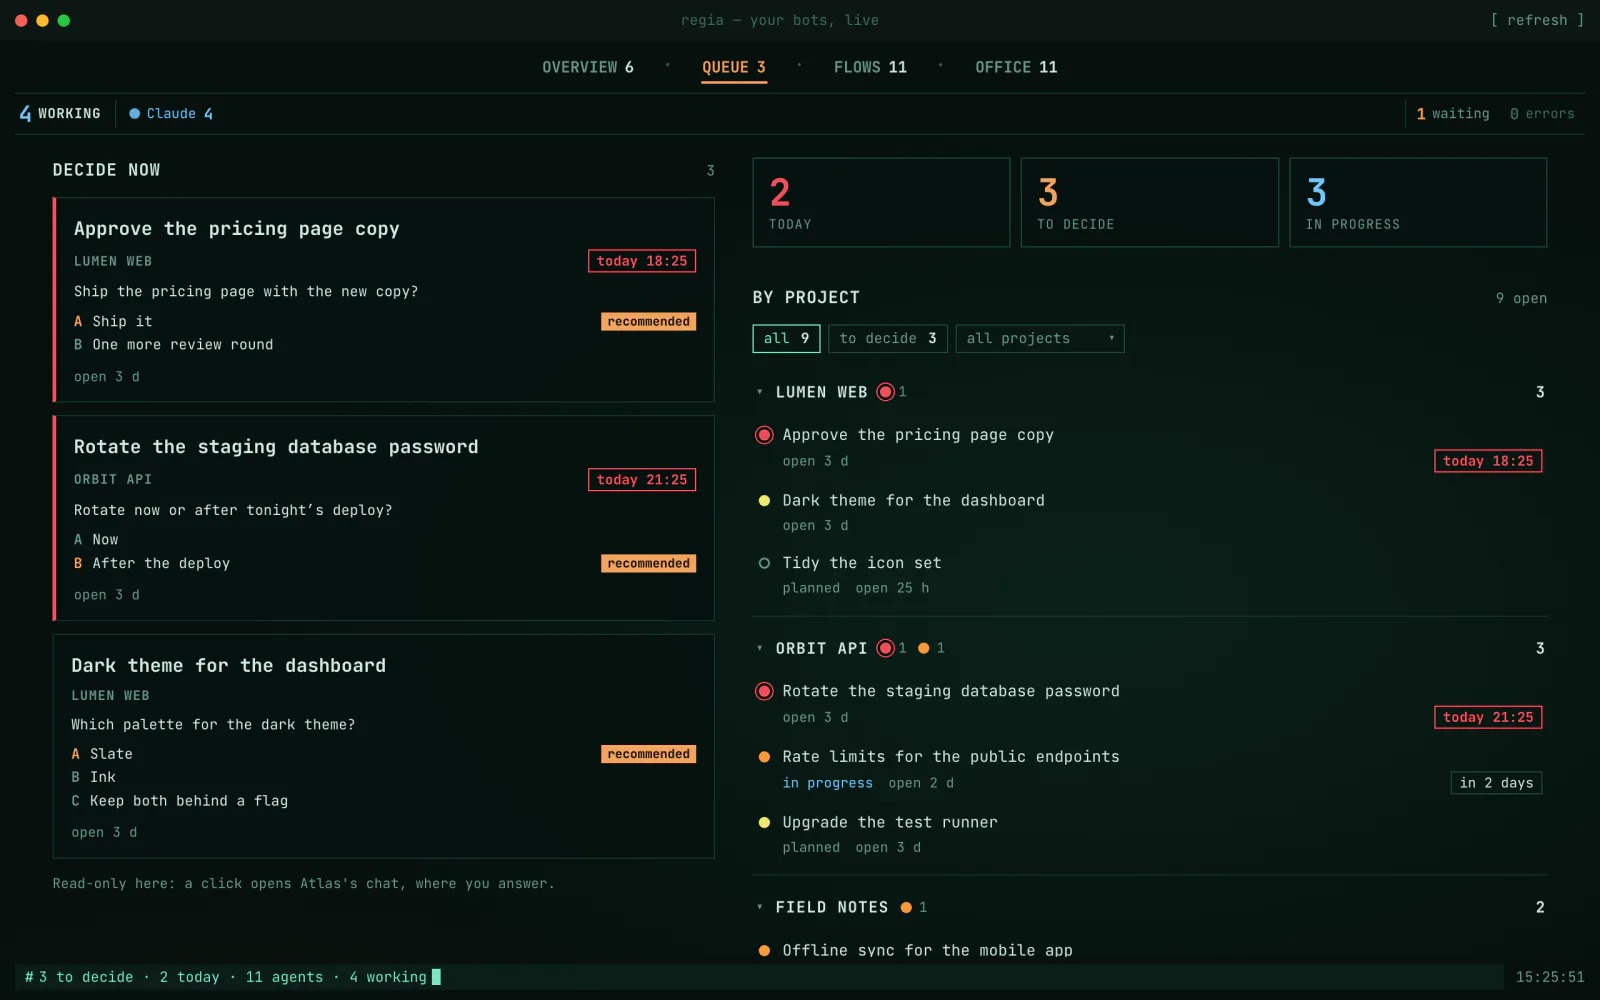 regia — your bots, live
[ refresh ]
OVERVIEW 6 · QUEUE 3 · FLOWS 11 · OFFICE 11
4 WORKING Claude 4
1 waiting 0 errors
DECIDE NOW 3
Approve the pricing page copy
LUMEN WEB today 18:25
Ship the pricing page with the new copy?
A Ship it recommended
B One more review round
open 3 d
Rotate the staging database password
ORBIT API today 21:25
Rotate now or after tonight’s deploy?
A Now
B After the deploy recommended
open 3 d
Dark theme for the dashboard
LUMEN WEB
Which palette for the dark theme?
A Slate recommended
B Ink
C Keep both behind a flag
open 3 d
Read-only here: a click opens Atlas's chat, where you answer.
2
TODAY
3
TO DECIDE
3
IN PROGRESS
BY PROJECT 9 open
all 9 to decide 3 all projects
LUMEN WEB 1 3
Approve the pricing page copy
open 3 d today 18:25
Dark theme for the dashboard
open 3 d
Tidy the icon set
planned open 25 h
ORBIT API 1 1 3
Rotate the staging database password
open 3 d today 21:25
Rate limits for the public endpoints
in progress open 2 d in 2 days
Upgrade the test runner
planned open 3 d
FIELD NOTES 1 2
Offline sync for the mobile app
# 3 to decide · 2 today · 11 agents · 4 working
15:25:51